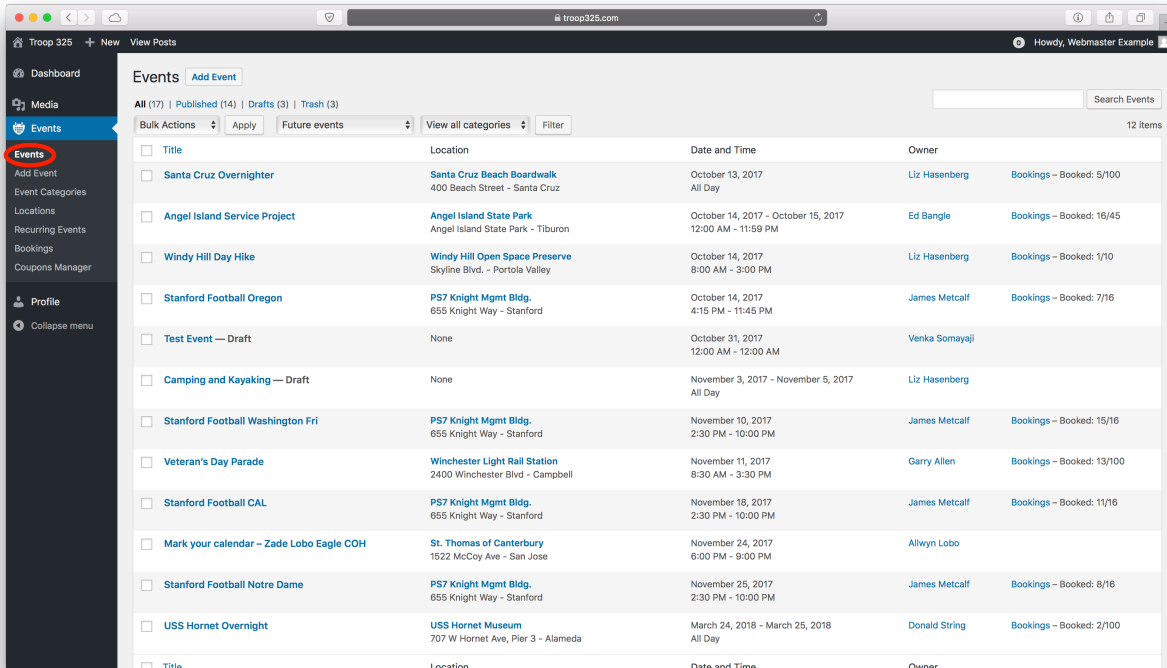 troop325.com
Troop 325 + New View Posts
0 Howdy, Webmaster Example
Dashboard
Media
Events
Events
Add Event
Event Categories
Locations
Recurring Events
Bookings
Coupons Manager
Profile
Collapse menu
Events Add Event
All (17) | Published (14) | Drafts (3) | Trash (3)
Search Events
Bulk Actions Apply Future events View all categories Filter
12 items
Title Location Date and Time Owner
Santa Cruz Overnighter Santa Cruz Beach Boardwalk October 13, 2017 Liz Hasenberg Bookings – Booked: 5/100
400 Beach Street - Santa Cruz All Day
Angel Island Service Project Angel Island State Park October 14, 2017 - October 15, 2017 Ed Bangle Bookings – Booked: 16/45
Angel Island State Park - Tiburon 12:00 AM - 11:59 PM
Windy Hill Day Hike Windy Hill Open Space Preserve October 14, 2017 Liz Hasenberg Bookings – Booked: 1/10
Skyline Blvd. - Portola Valley 8:00 AM - 3:00 PM
Stanford Football Oregon PS7 Knight Mgmt Bldg. October 14, 2017 James Metcalf Bookings – Booked: 7/16
655 Knight Way - Stanford 4:15 PM - 11:45 PM
Test Event — Draft None October 31, 2017 Venka Somayaji
12:00 AM - 12:00 AM
Camping and Kayaking — Draft None November 3, 2017 - November 5, 2017 Liz Hasenberg
All Day
Stanford Football Washington Fri PS7 Knight Mgmt Bldg. November 10, 2017 James Metcalf Bookings – Booked: 15/16
655 Knight Way - Stanford 2:30 PM - 10:00 PM
Veteran's Day Parade Winchester Light Rail Station November 11, 2017 Garry Allen Bookings – Booked: 13/100
2400 Winchester Blvd - Campbell 8:30 AM - 3:30 PM
Stanford Football CAL PS7 Knight Mgmt Bldg. November 18, 2017 James Metcalf Bookings – Booked: 11/16
655 Knight Way - Stanford 2:30 PM - 10:00 PM
Mark your calendar – Zade Lobo Eagle COH St. Thomas of Canterbury November 24, 2017 Allwyn Lobo
1522 McCoy Ave - San Jose 6:00 PM - 9:00 PM
Stanford Football Notre Dame PS7 Knight Mgmt Bldg. November 25, 2017 James Metcalf Bookings – Booked: 8/16
655 Knight Way - Stanford 2:30 PM - 10:00 PM
USS Hornet Overnight USS Hornet Museum March 24, 2018 - March 25, 2018 Donald String Bookings – Booked: 2/100
707 W Hornet Ave, Pier 3 - Alameda All Day
Title Location Date and Time Owner